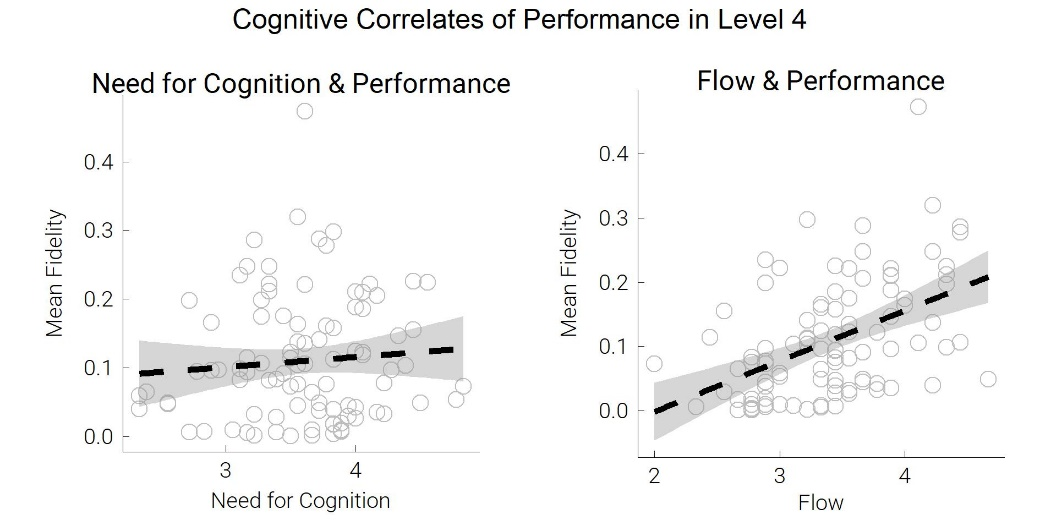 Cognitive Correlates of Performance in Level 4
Need for Cognition & Performance
Mean Fidelity
0.4
0.3
0.2
0.1
0.0
3 4
Need for Cognition
Flow & Performance
Mean Fidelity
0.4
0.3
0.2
0.1
0.0
2 3 4
Flow